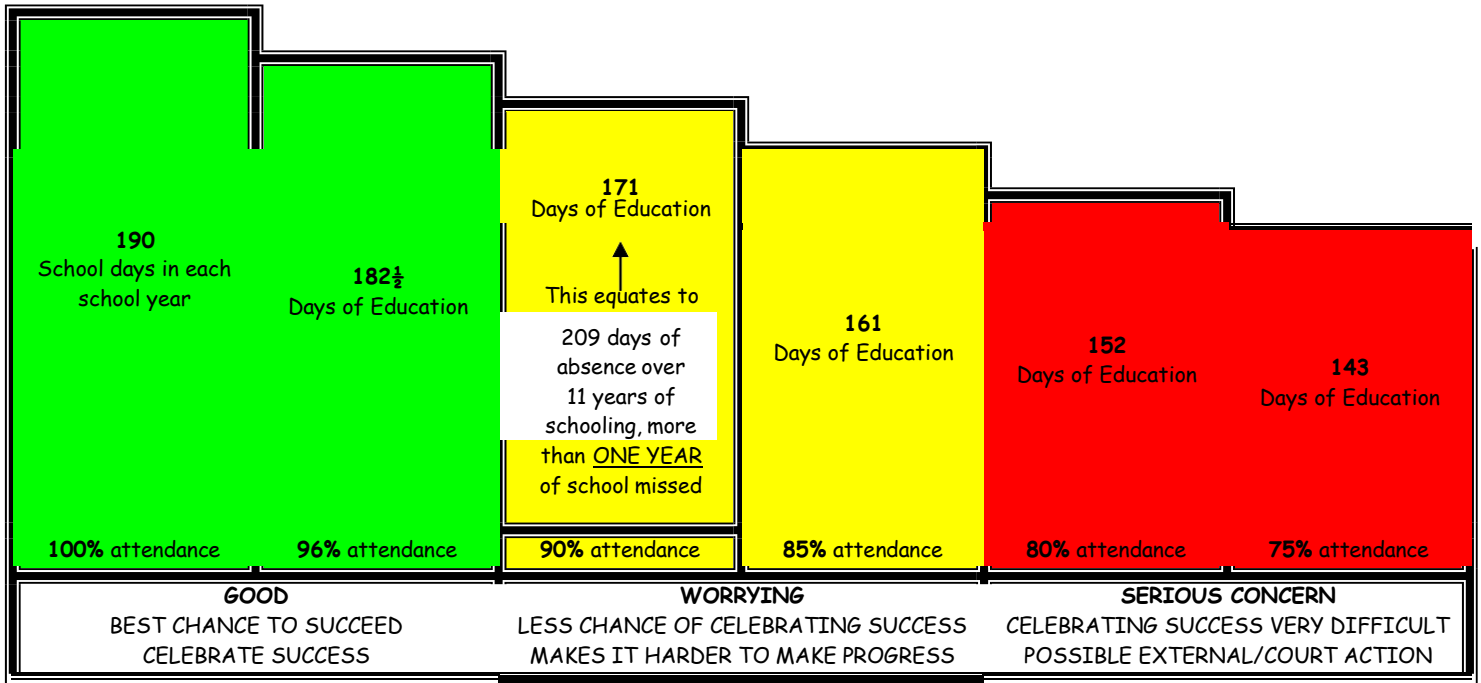 190
School days in each
school year
100% attendance
182½
Days of Education
96% attendance
171
Days of Education
This equates to
209 days of
absence over
11 years of
schooling, more
than ONE YEAR
of school missed
90% attendance
161
Days of Education
85% attendance
152
Days of Education
80% attendance
143
Days of Education
75% attendance
GOOD
BEST CHANCE TO SUCCEED
CELEBRATE SUCCESS
WORRYING
LESS CHANCE OF CELEBRATING SUCCESS
MAKES IT HARDER TO MAKE PROGRESS
SERIOUS CONCERN
CELEBRATING SUCCESS VERY DIFFICULT
POSSIBLE EXTERNAL/COURT ACTION